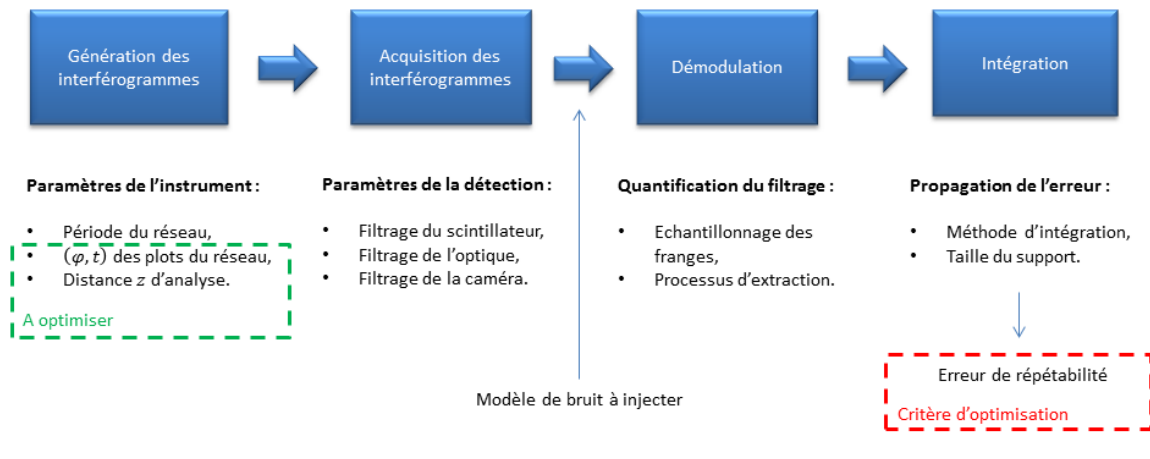 Génération des
interférogrammes
Acquisition des
interférogrammes
Démodulation
Intégration
Paramètres de l'instrument :
• Période du réseau,
• (φ, t) des plots du réseau,
• Distance z d'analyse.
A optimiser
Paramètres de la détection :
• Filtrage du scintillateur,
• Filtrage de l'optique,
• Filtrage de la caméra.
Quantification du filtrage :
• Echantillonnage des
franges,
• Processus d'extraction.
Propagation de l'erreur :
• Méthode d'intégration,
• Taille du support.
Modèle de bruit à injecter
Erreur de répétabilité
Critère d'optimisation